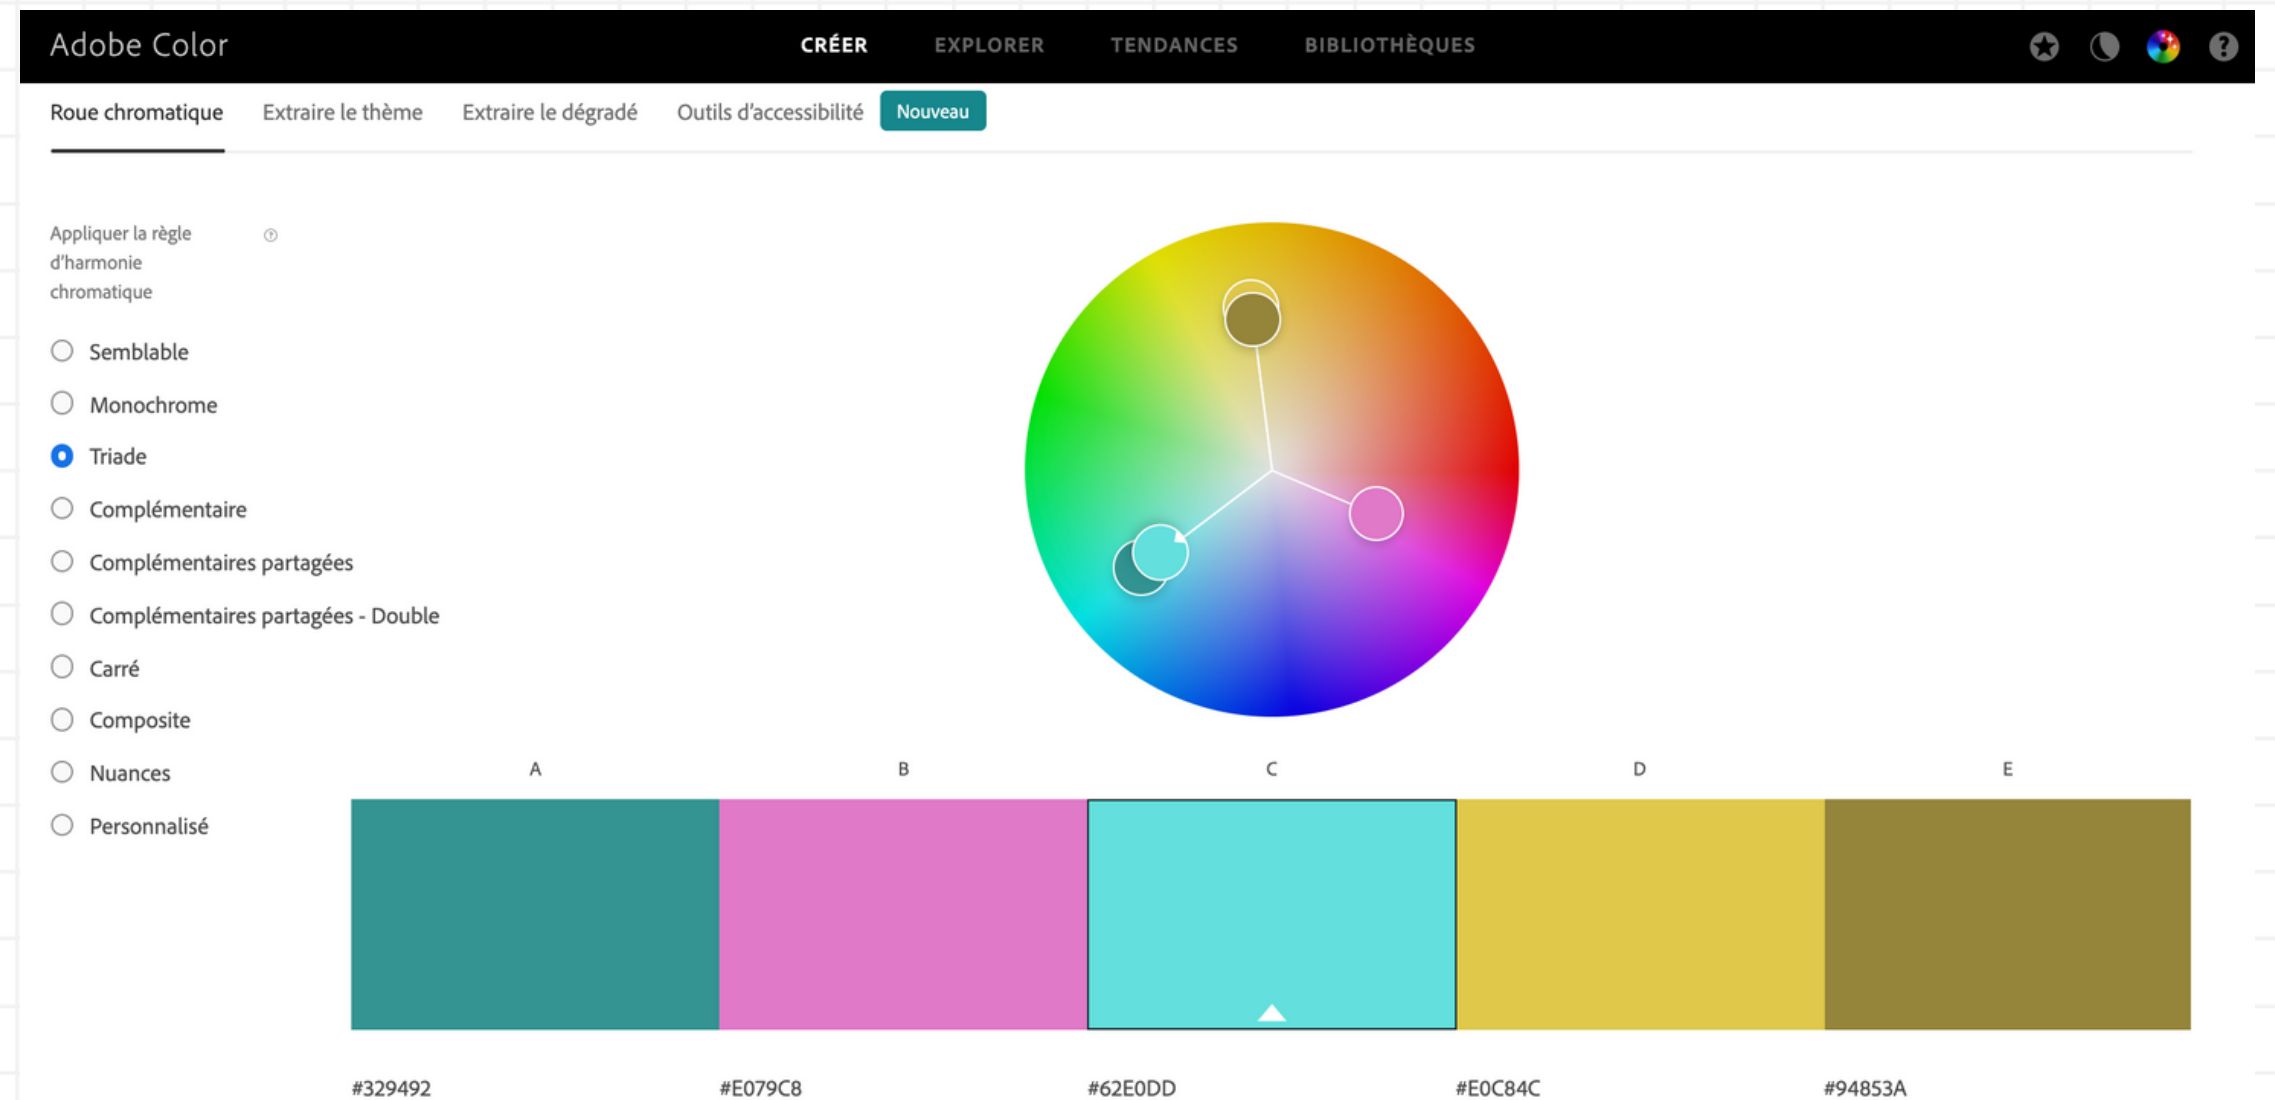 Adobe Color
CRÉER
EXPLORER
TENDANCES
BIBLIOTHÈQUES
Roue chromatique
Extraire le thème
Extraire le dégradé
Outils d'accessibilité
Nouveau
Appliquer la règle
d'harmonie
chromatique
Semblable
Monochrome
Triade
Complémentaire
Complémentaires partagées
Complémentaires partagées - Double
Carré
Composite
Nuances
Personnalisé
A
B
C
D
E
#329492
#E079C8
#62E0DD
#E0C84C
#94853A